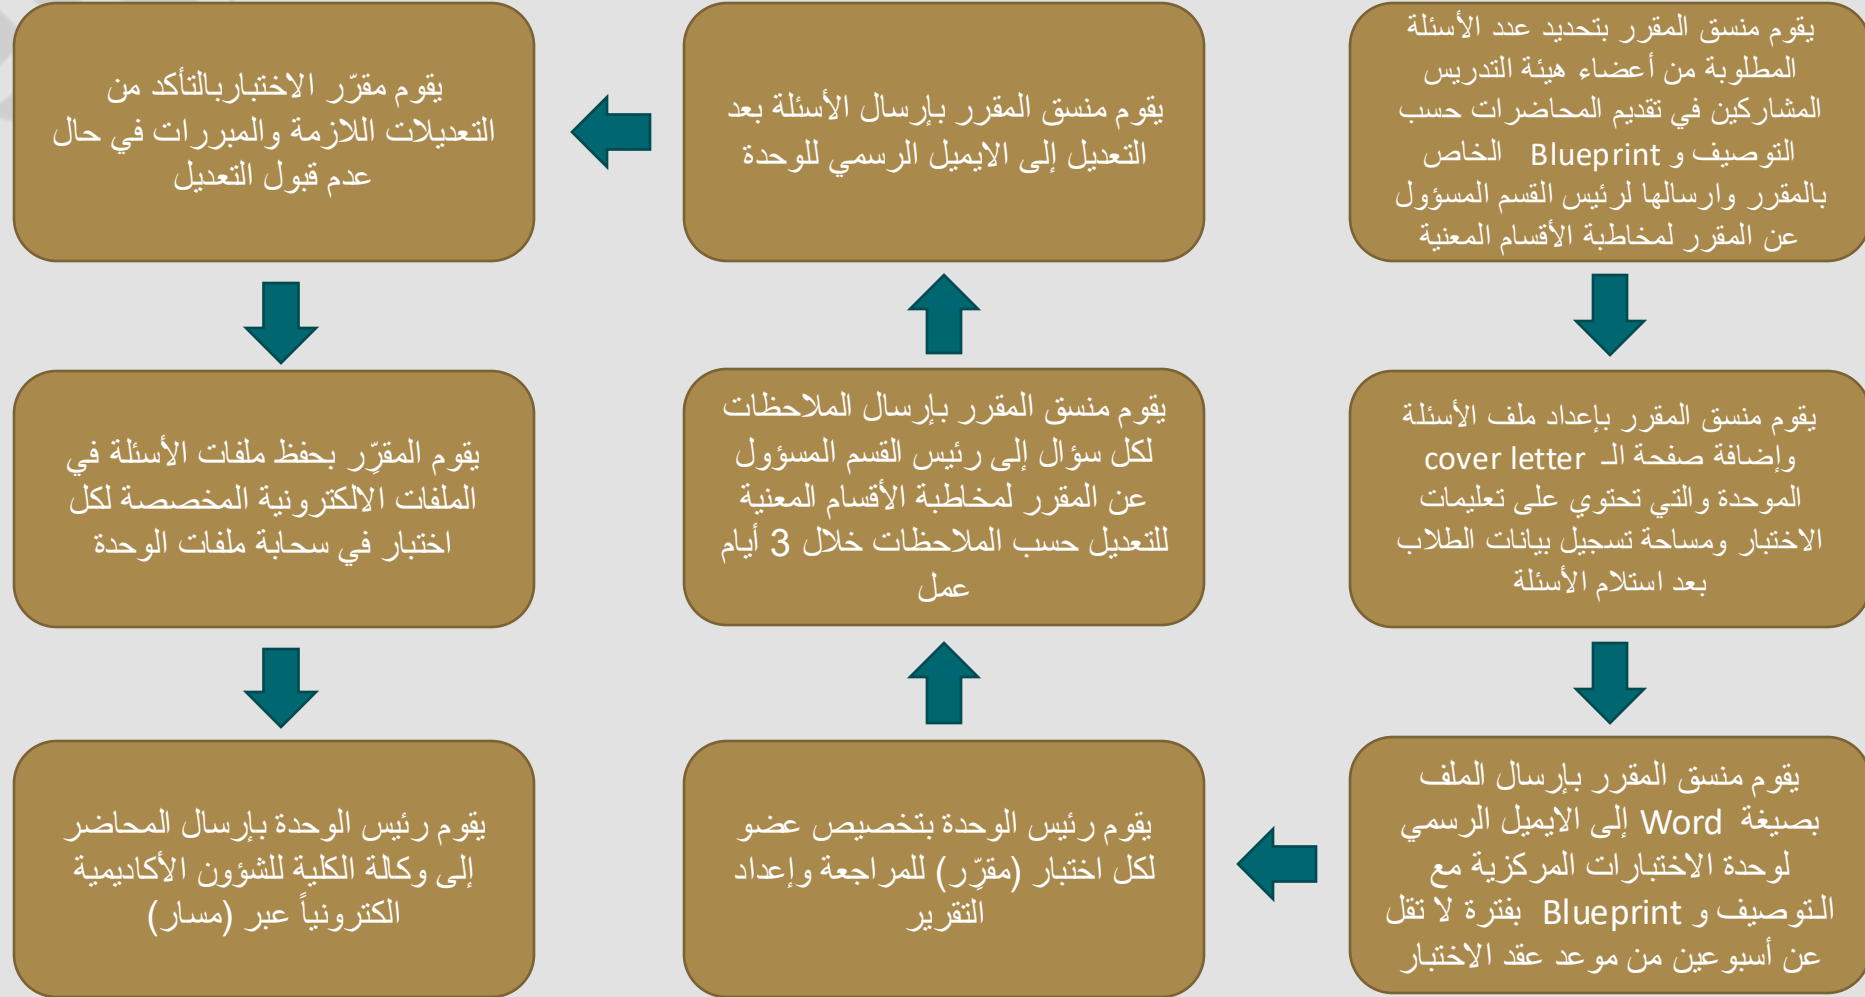 يقوم منسق المقرر بتحديد عدد الأسئلة
المطلوبة من أعضاء هيئة التدريس
المشاركين في تقديم المحاضرات حسب
التوصيف و Blueprint الخاص
بالمقرر وارسالها لرئيس القسم المسؤول
عن المقرر لمخاطبة الأقسام المعنية
يقوم منسق المقرر بإعداد ملف الأسئلة
وإضافة صفحة الـ cover letter
الموحدة والتي تحتوي على تعليمات
الاختبار ومساحة تسجيل بيانات الطلاب
بعد استلام الأسئلة
يقوم منسق المقرر بإرسال الملف
بصيغة Word إلى الايميل الرسمي
لوحدة الاختبارات المركزية مع
التوصيف و Blueprint بفترة لا تقل
عن أسبوعين من موعد عقد الاختبار
يقوم رئيس الوحدة بتخصيص عضو
لكل اختبار (مقرّر) للمراجعة وإعداد
التقرير
يقوم منسق المقرر بإرسال الملاحظات
لكل سؤال إلى رئيس القسم المسؤول
عن المقرر لمخاطبة الأقسام المعنية
للتعديل حسب الملاحظات خلال 3 أيام
عمل
يقوم منسق المقرر بإرسال الأسئلة بعد
التعديل إلى الايميل الرسمي للوحدة
يقوم مقرّر الاختباربالتأكد من
التعديلات اللازمة والمبررات في حال
عدم قبول التعديل
يقوم المقرّر بحفظ ملفات الأسئلة في
الملفات الالكترونية المخصصة لكل
اختبار في سحابة ملفات الوحدة
يقوم رئيس الوحدة بإرسال المحاضر
إلى وكالة الكلية للشؤون الأكاديمية
الكترونياً عبر (مسار)